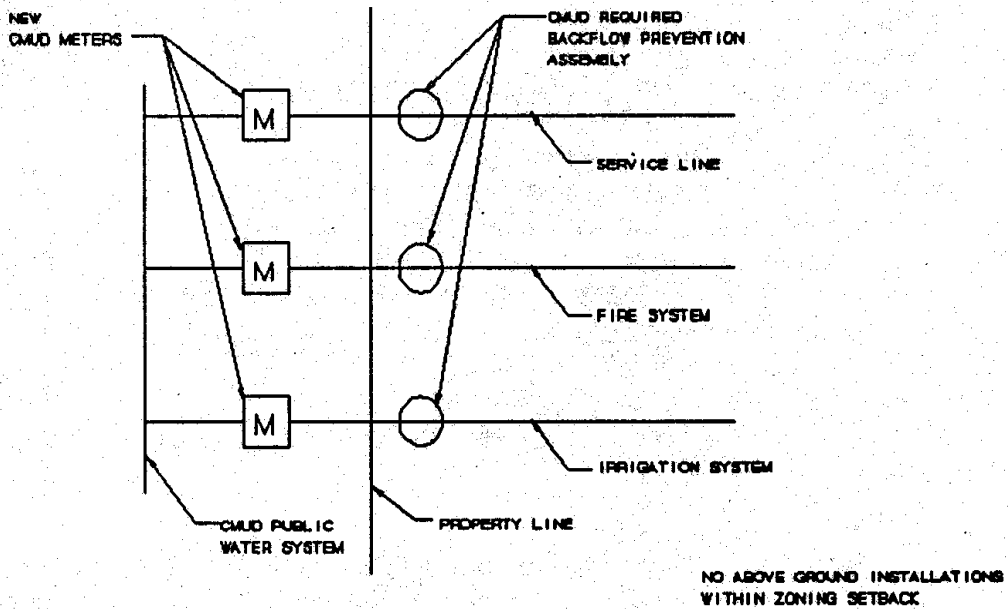 NEW
CMUD METERS
CMUD REQUIRED
BACKFLOW PREVENTION
ASSEMBLY
M
SERVICE LINE
M
FIRE SYSTEM
M
IRRIGATION SYSTEM
CMUD PUBLIC
WATER SYSTEM
PROPERTY LINE
NO ABOVE GROUND INSTALLATIONS
WITHIN ZONING SETBACK